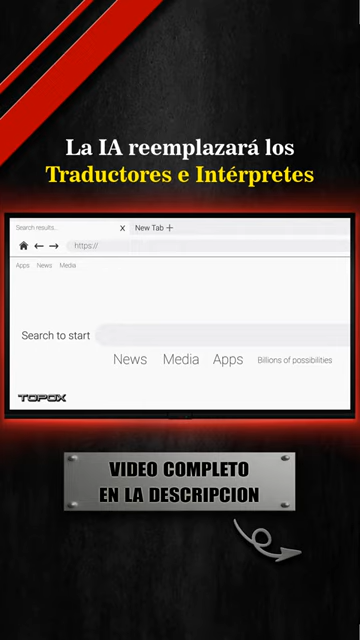 La IA reemplazará los
Traductores e Intérpretes
Search results... X New Tab +
https://
Apps News Media
Search to start
News Media Apps Billions of possibilities
TOPOX
VIDEO COMPLETO
EN LA DESCRIPCION